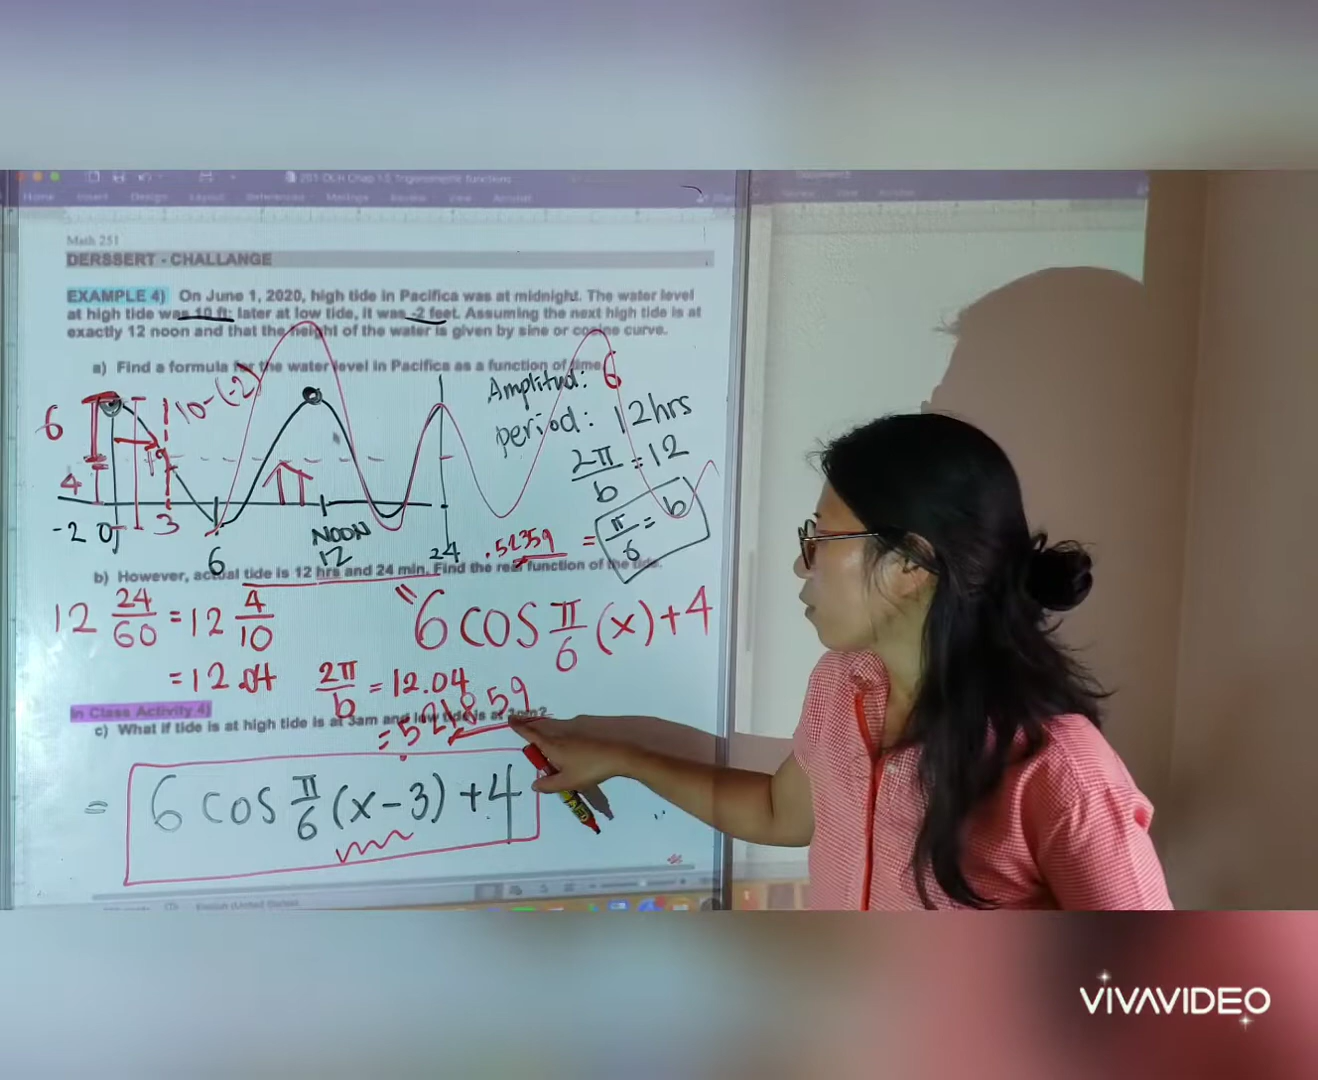 Math 251
DERSSERT - CHALLANGE
EXAMPLE 4) On June 1, 2020, high tide in Pacifica was at midnight. The water level
at high tide was 10 ft; later at low tide, it was -2 feet. Assuming the next high tide is at
exactly 12 noon and that the height of the water is given by sine or cosine curve.
a) Find a formula for the water level in Pacifica as a function of time
10-(-2)
Amplitud: 6
6
period: 12hrs
2π/b = 12
4
-2 0
3
6
NOON
12
24
.52359 = π/6 = b
b) However, actual tide is 12 hrs and 24 min. Find the real function of the tide.
12 24/60 = 12 4/10
6 cos π/6 (x)+4
= 12.04
2π/b = 12.04
In Class Activity 4)
= .521859
c) What if tide is at high tide is at 3am and low tide is at 3pm?
= 6 cos π/6 (x-3) +4
VIVAVIDEO